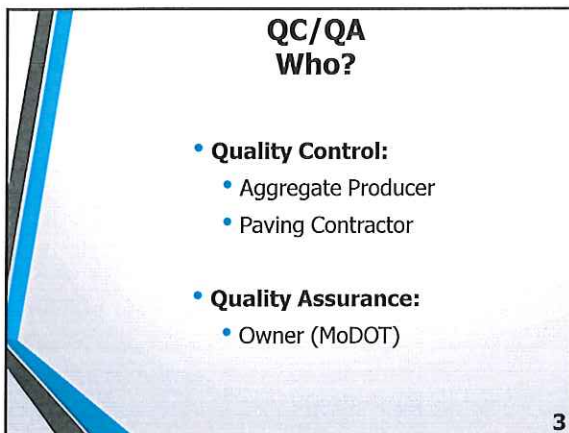 QC/QA
Who?
• Quality Control:
• Aggregate Producer
• Paving Contractor
• Quality Assurance:
• Owner (MoDOT)
3